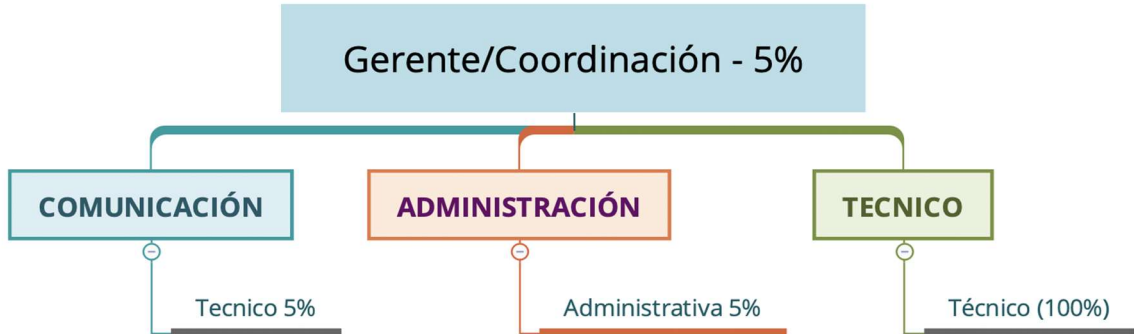 Gerente/Coordinación - 5%
COMUNICACIÓN
ADMINISTRACIÓN
TECNICO
Tecnico 5%
Administrativa 5%
Técnico (100%)